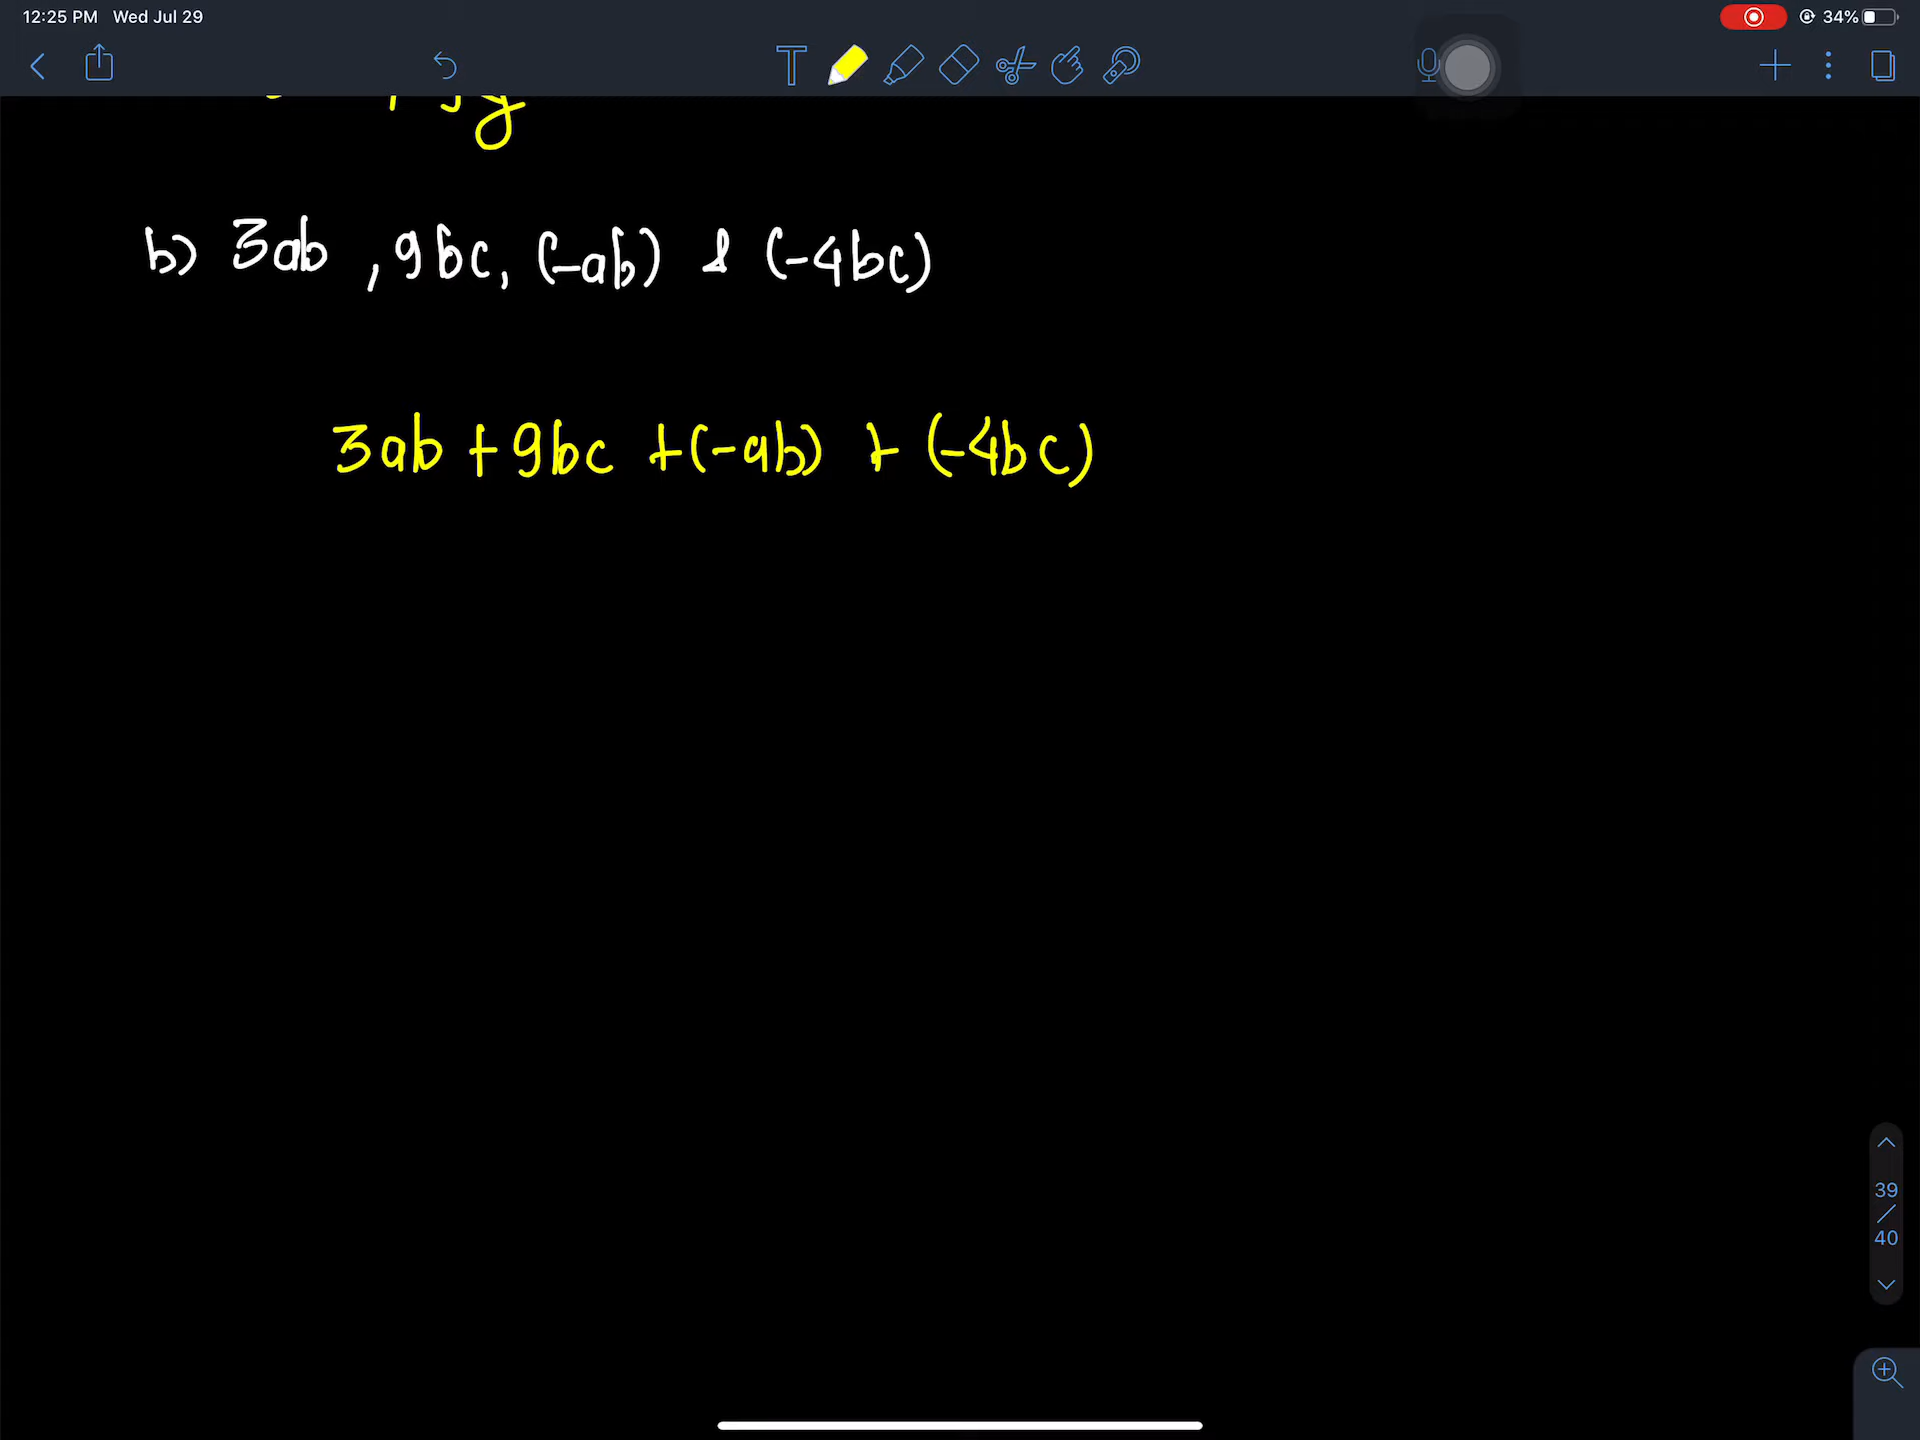 12:25 PM Wed Jul 29 34%
T
b) 3ab , 9bc, (-ab) & (-4bc)
3ab + 9bc +(-ab) + (-4bc)
39
/
40